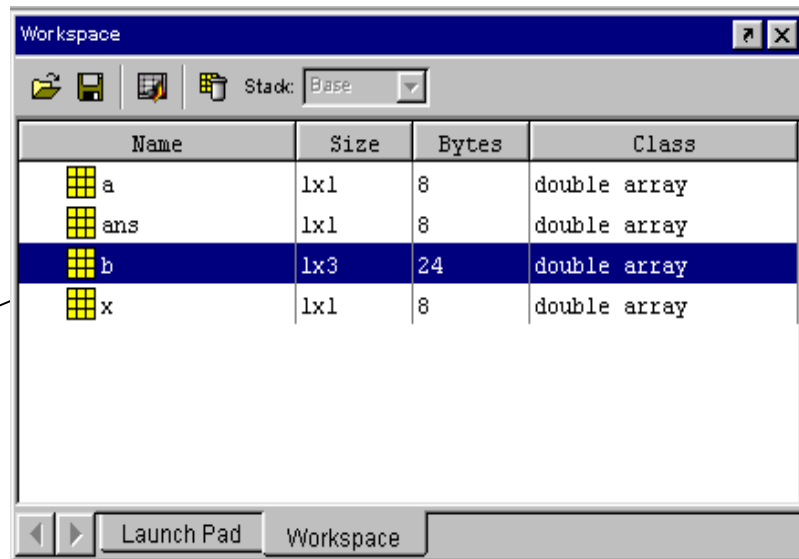 Workspace
Stack: Base
Name Size Bytes Class
a 1x1 8 double array
ans 1x1 8 double array
b 1x3 24 double array
x 1x1 8 double array
Launch Pad Workspace